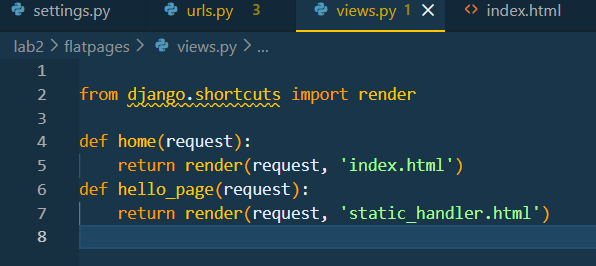 settings.py urls.py 3 views.py 1 index.html
lab2 > flatpages > views.py > ...
1
2 from django.shortcuts import render
3
4 def home(request):
5     return render(request, 'index.html')
6 def hello_page(request):
7     return render(request, 'static_handler.html')
8